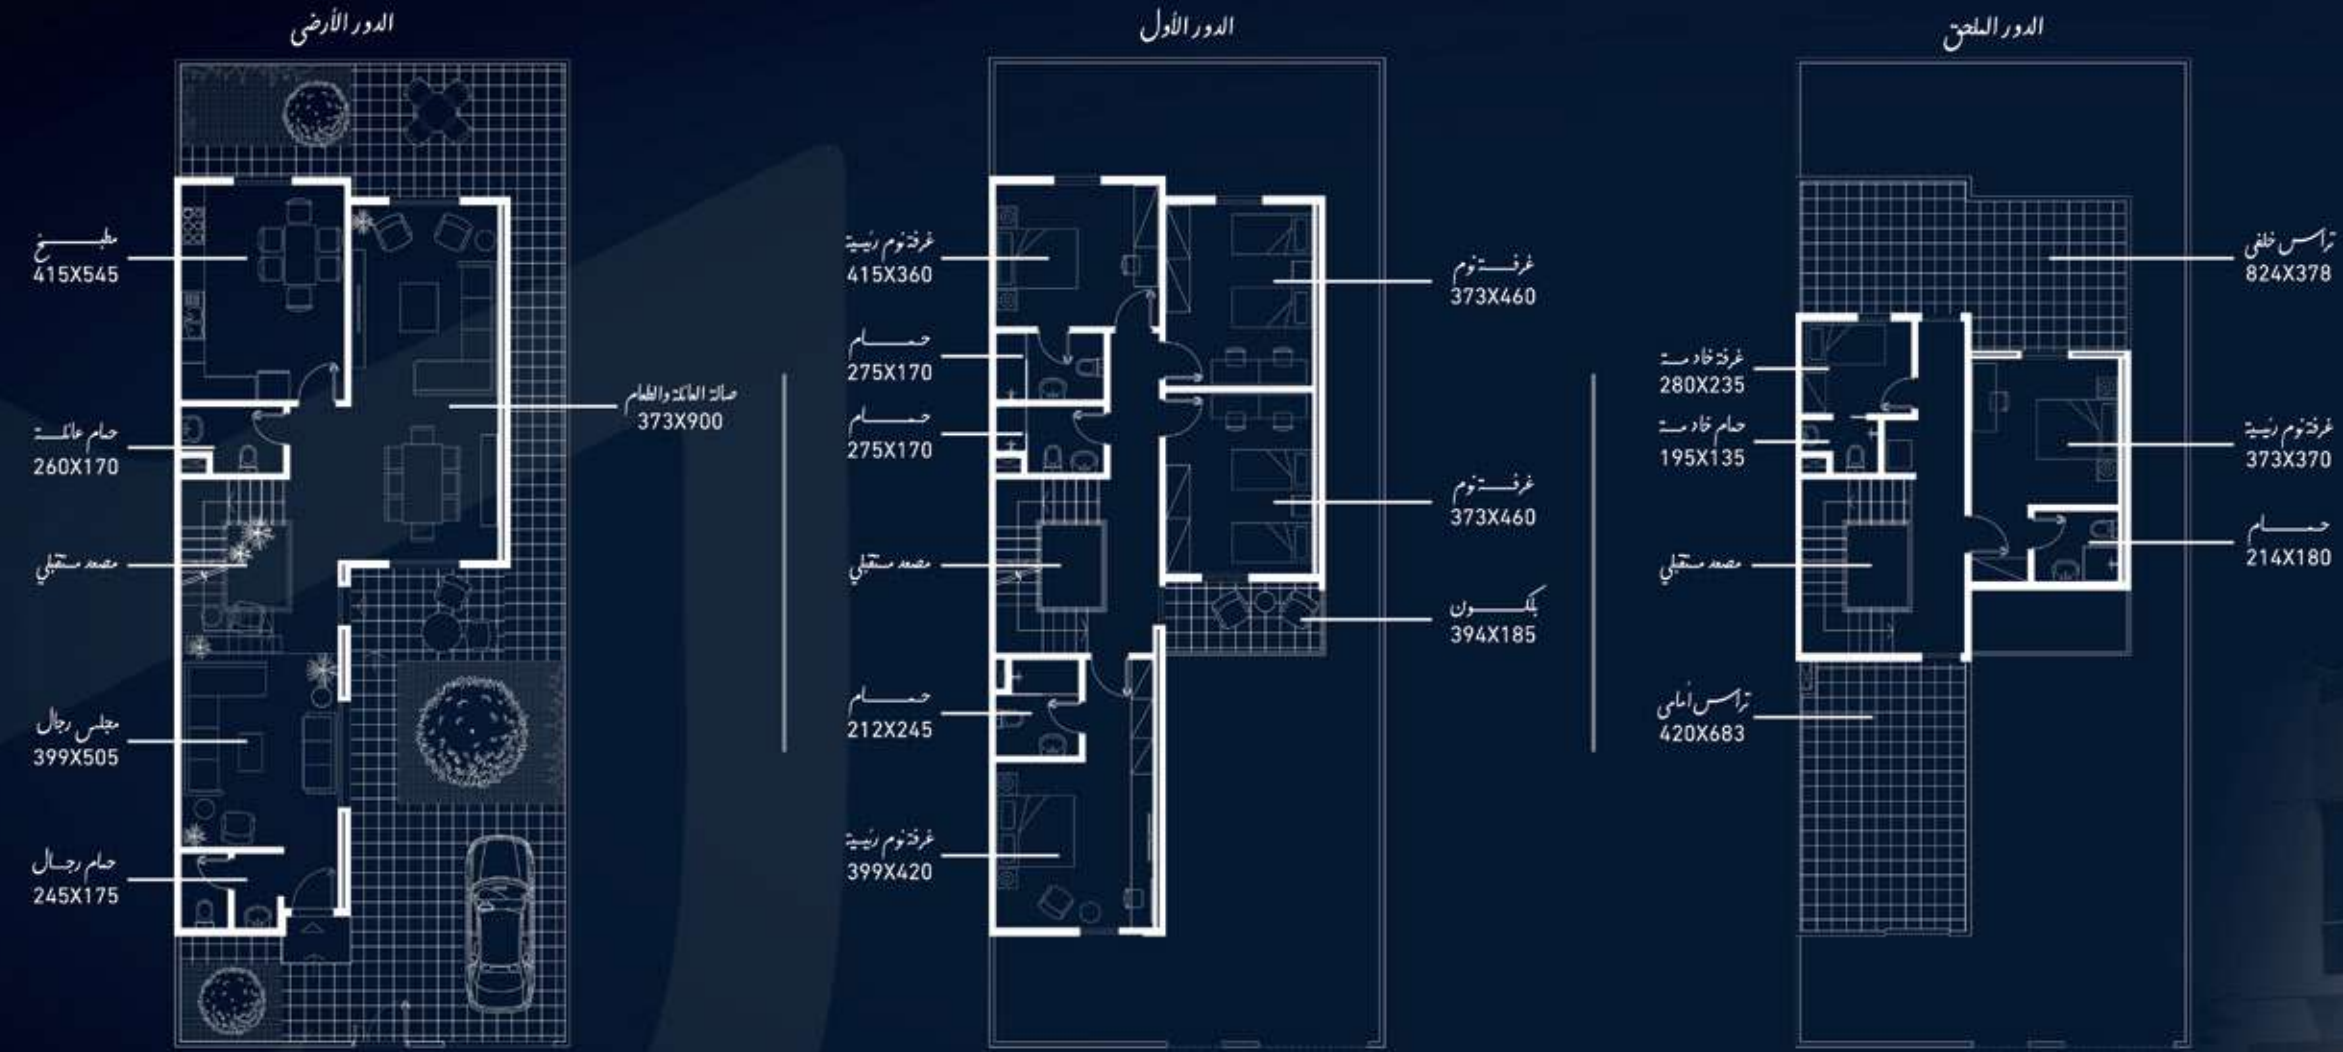 الدور الأرضي
مطبخ
415X545
حمام عائلة
260X170
مصعد مستقبلي
مجلس رجال
399X505
حمام رجال
245X175
صالة العائلة والطعام
373X900
الدور الأول
غرفة نوم رئيسية
415X360
حمام
275X170
حمام
275X170
مصعد مستقبلي
حمام
212X245
غرفة نوم رئيسية
399X420
غرفة نوم
373X460
غرفة نوم
373X460
بلكون
394X185
الدور الملحق
غرفة خادمة
280X235
حمام خادمة
195X135
مصعد مستقبلي
تراس أمامي
420X683
تراس خلفي
824X378
غرفة نوم رئيسية
373X370
حمام
214X180